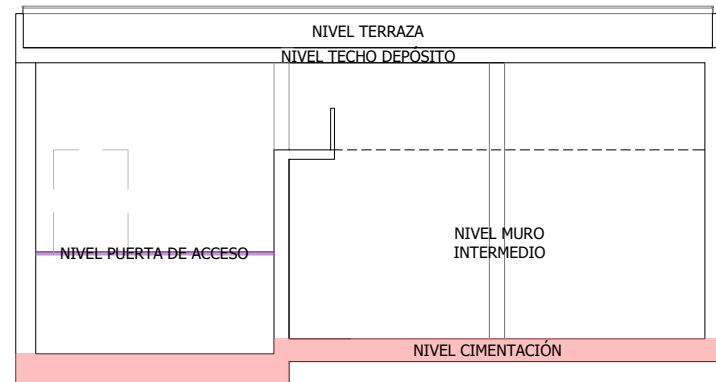 NIVEL TERRAZA
NIVEL TECHO DEPÓSITO
NIVEL PUERTA DE ACCESO
NIVEL MURO
INTERMEDIO
NIVEL CIMENTACIÓN